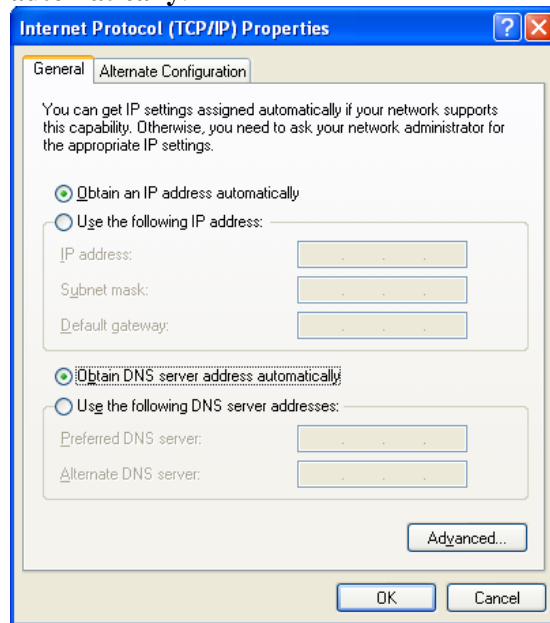 Internet Protocol (TCP/IP) Properties
General
Alternate Configuration
You can get IP settings assigned automatically if your network supports
this capability. Otherwise, you need to ask your network administrator for
the appropriate IP settings.
Obtain an IP address automatically
Use the following IP address:
IP address:
Subnet mask:
Default gateway:
Obtain DNS server address automatically
Use the following DNS server addresses:
Preferred DNS server:
Alternate DNS server:
Advanced...
OK
Cancel